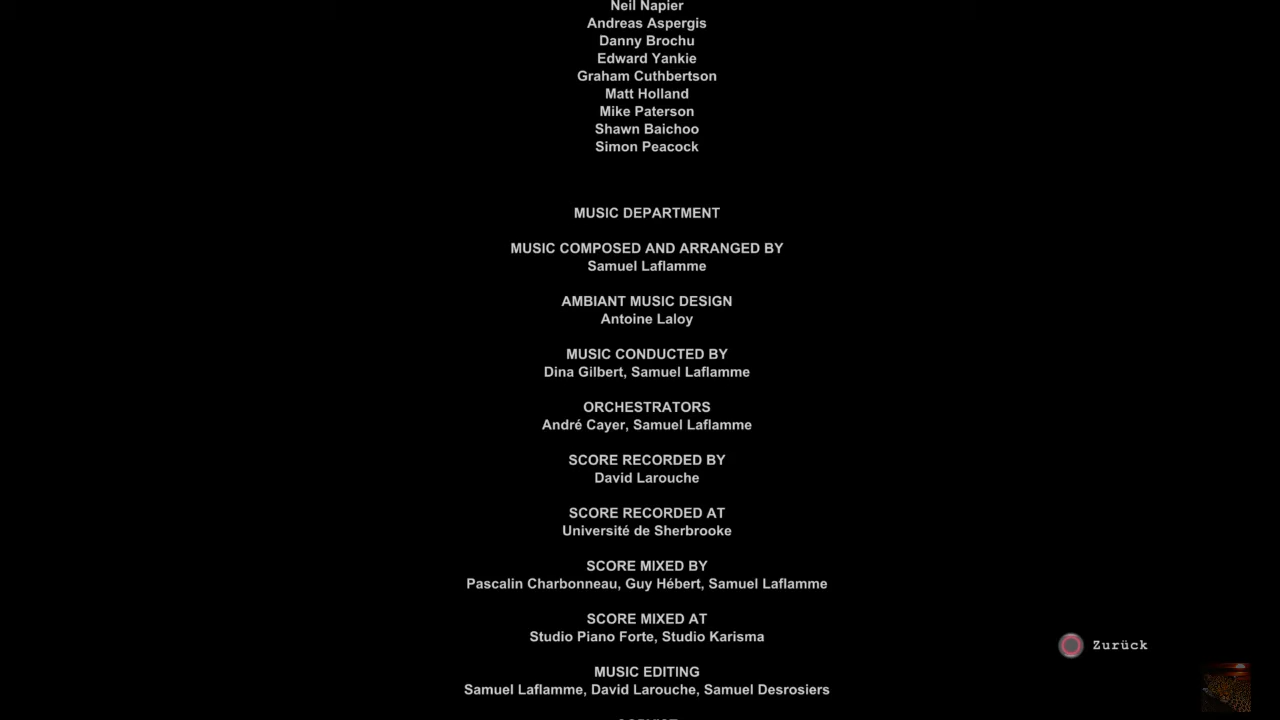 Neil Napier
Andreas Aspergis
Danny Brochu
Edward Yankie
Graham Cuthbertson
Matt Holland
Mike Paterson
Shawn Baichoo
Simon Peacock
MUSIC DEPARTMENT
MUSIC COMPOSED AND ARRANGED BY
Samuel Laflamme
AMBIANT MUSIC DESIGN
Antoine Laloy
MUSIC CONDUCTED BY
Dina Gilbert, Samuel Laflamme
ORCHESTRATORS
André Cayer, Samuel Laflamme
SCORE RECORDED BY
David Larouche
SCORE RECORDED AT
Université de Sherbrooke
SCORE MIXED BY
Pascalin Charbonneau, Guy Hébert, Samuel Laflamme
SCORE MIXED AT
Studio Piano Forte, Studio Karisma
Zurück
MUSIC EDITING
Samuel Laflamme, David Larouche, Samuel Desrosiers